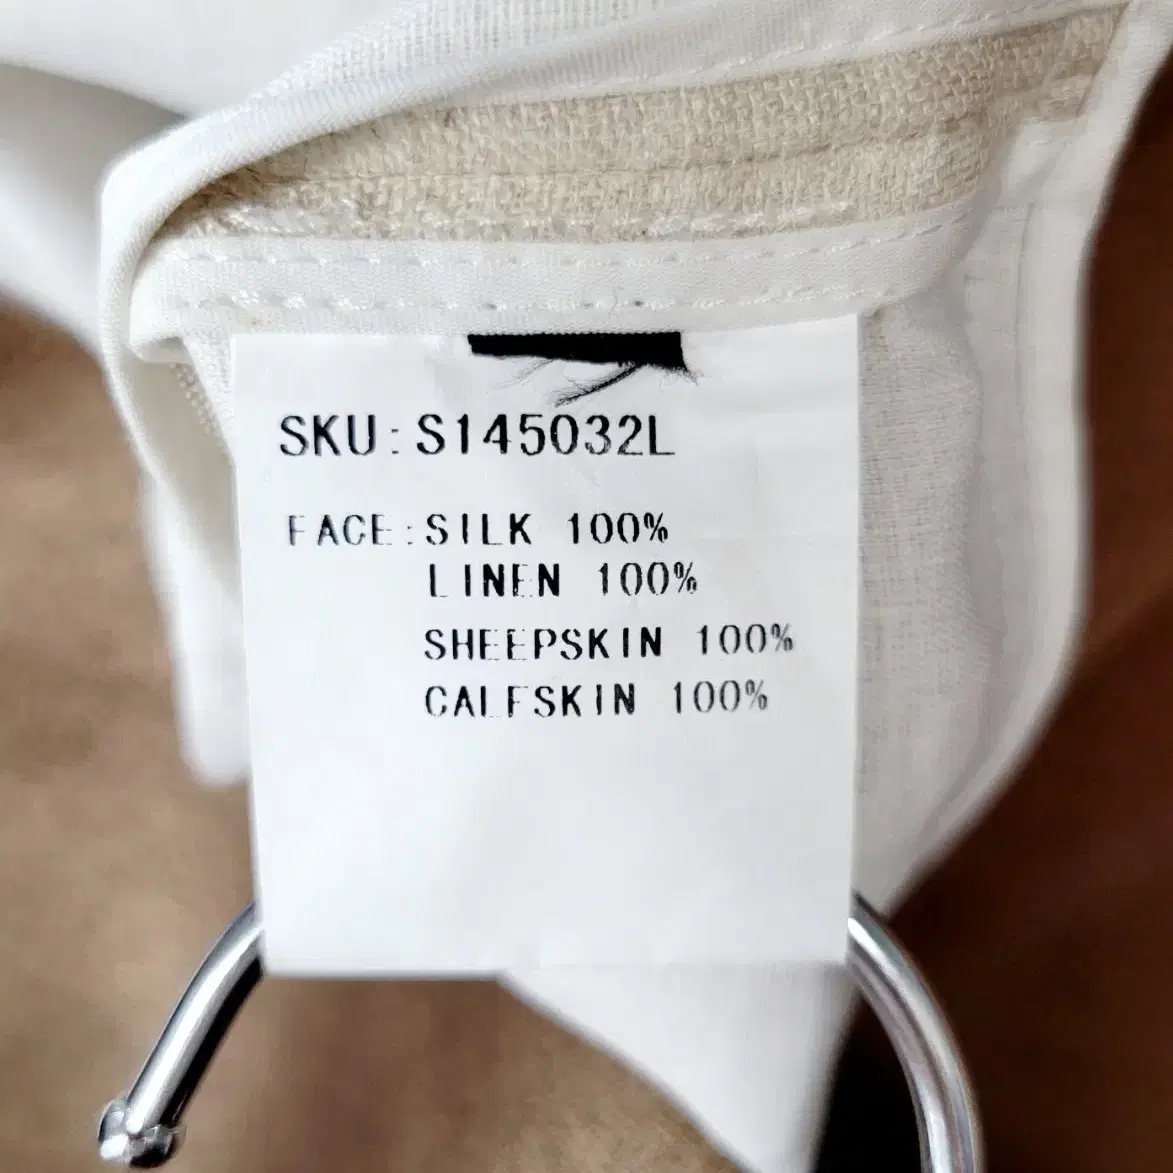 SKU:S145032L
FACE:SILK 100%
LINEN 100%
SHEEPSKIN 100%
CALFSKIN 100%